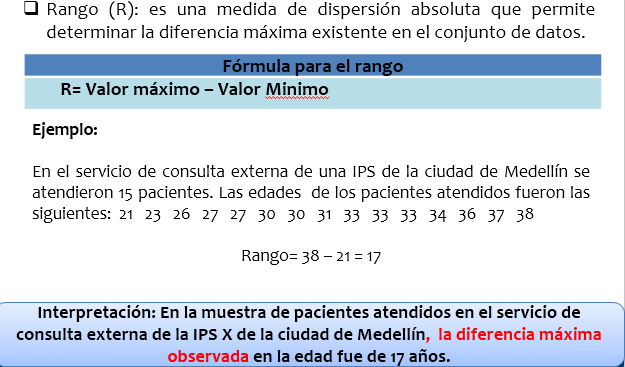 ❑ Rango (R): es una medida de dispersión absoluta que permite
determinar la diferencia máxima existente en el conjunto de datos.
Fórmula para el rango
R= Valor máximo – Valor Minimo
Ejemplo:
En el servicio de consulta externa de una IPS de la ciudad de Medellín se
atendieron 15 pacientes. Las edades de los pacientes atendidos fueron las
siguientes: 21 23 26 27 27 30 30 31 33 33 33 34 36 37 38
Rango= 38 – 21 = 17
Interpretación: En la muestra de pacientes atendidos en el servicio de
consulta externa de la IPS X de la ciudad de Medellín, la diferencia máxima
observada en la edad fue de 17 años.